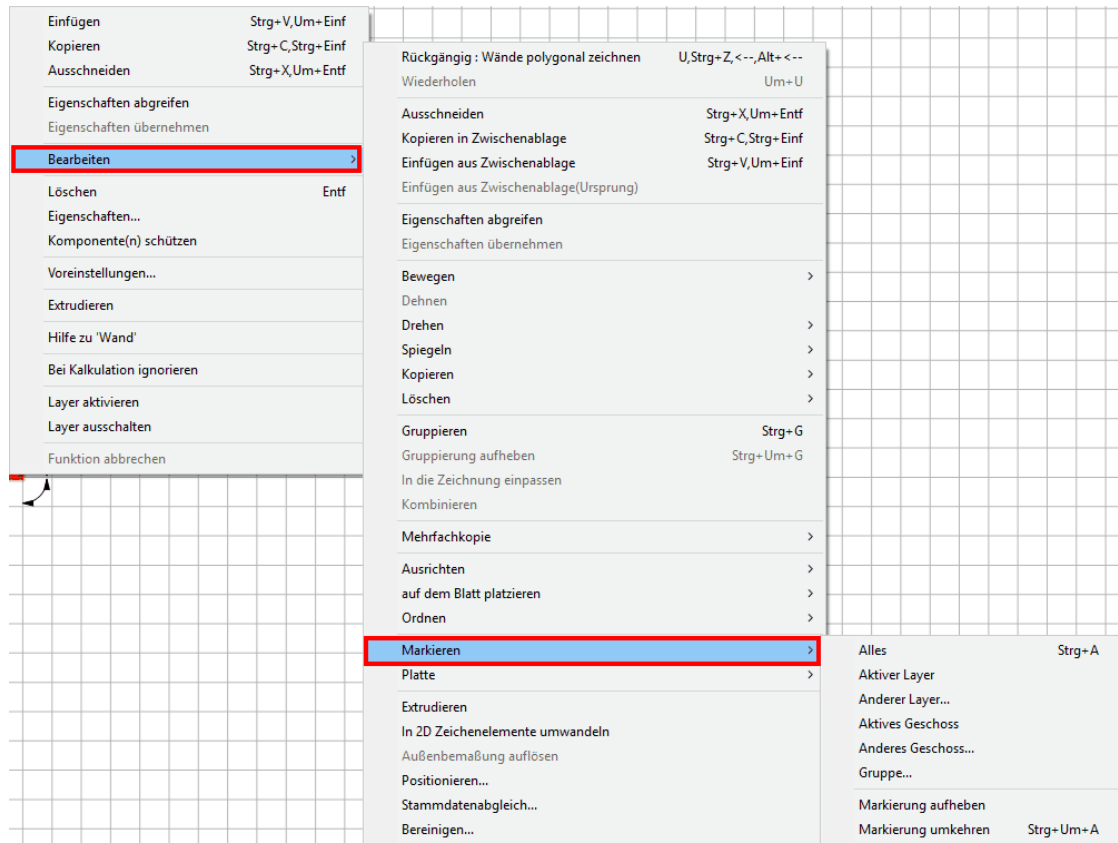 Einfügen Strg+V,Um+Einf
Kopieren Strg+C,Strg+Einf
Ausschneiden Strg+X,Um+Entf
Eigenschaften abgreifen
Eigenschaften übernehmen
Bearbeiten >
Löschen Entf
Eigenschaften...
Komponente(n) schützen
Voreinstellungen...
Extrudieren
Hilfe zu 'Wand'
Bei Kalkulation ignorieren
Layer aktivieren
Layer ausschalten
Funktion abbrechen
Rückgängig : Wände polygonal zeichnen U,Strg+Z,<--,Alt+<--
Wiederholen Um+U
Ausschneiden Strg+X,Um+Entf
Kopieren in Zwischenablage Strg+C,Strg+Einf
Einfügen aus Zwischenablage Strg+V,Um+Einf
Einfügen aus Zwischenablage(Ursprung)
Eigenschaften abgreifen
Eigenschaften übernehmen
Bewegen >
Dehnen
Drehen >
Spiegeln >
Kopieren >
Löschen >
Gruppieren Strg+G
Gruppierung aufheben Strg+Um+G
In die Zeichnung einpassen
Kombinieren
Mehrfachkopie >
Ausrichten >
auf dem Blatt platzieren >
Ordnen >
Markieren >
Platte >
Extrudieren
In 2D Zeichenelemente umwandeln
Außenbemaßung auflösen
Positionieren...
Stammdatenabgleich...
Bereinigen...
Alles Strg+A
Aktiver Layer
Anderer Layer...
Aktives Geschoss
Anderes Geschoss...
Gruppe...
Markierung aufheben
Markierung umkehren Strg+Um+A